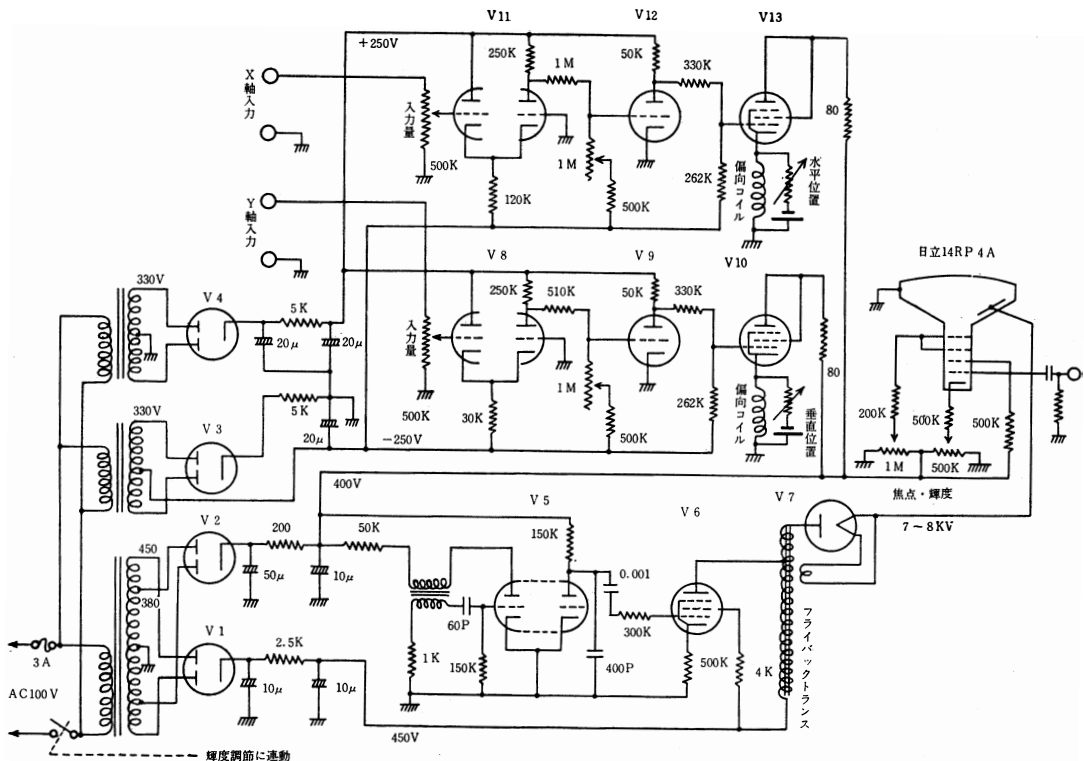 V11
V12
V13
+250V
250K
1M
50K
330K
X軸入力
入力量
500K
120K
1M
500K
262K
偏向コイル
水平位置
80
Y軸入力
V8
V9
V10
日立14RP4A
330V
V4
5K
20μ
20μ
250K
510K
50K
330K
入力量
500K
30K
1M
500K
262K
偏向コイル
垂直位置
80
330V
V3
5K
20μ
−250V
200K
500K
500K
1M
500K
焦点・輝度
400V
V5
V6
V7
7〜8KV
450
380
V2
200
50K
50μ
10μ
150K
0.001
60P
300K
V1
2.5K
10μ
10μ
1K
150K
400P
500K
4K
フライバックトランス
3A
AC100V
450V
輝度調節に連動